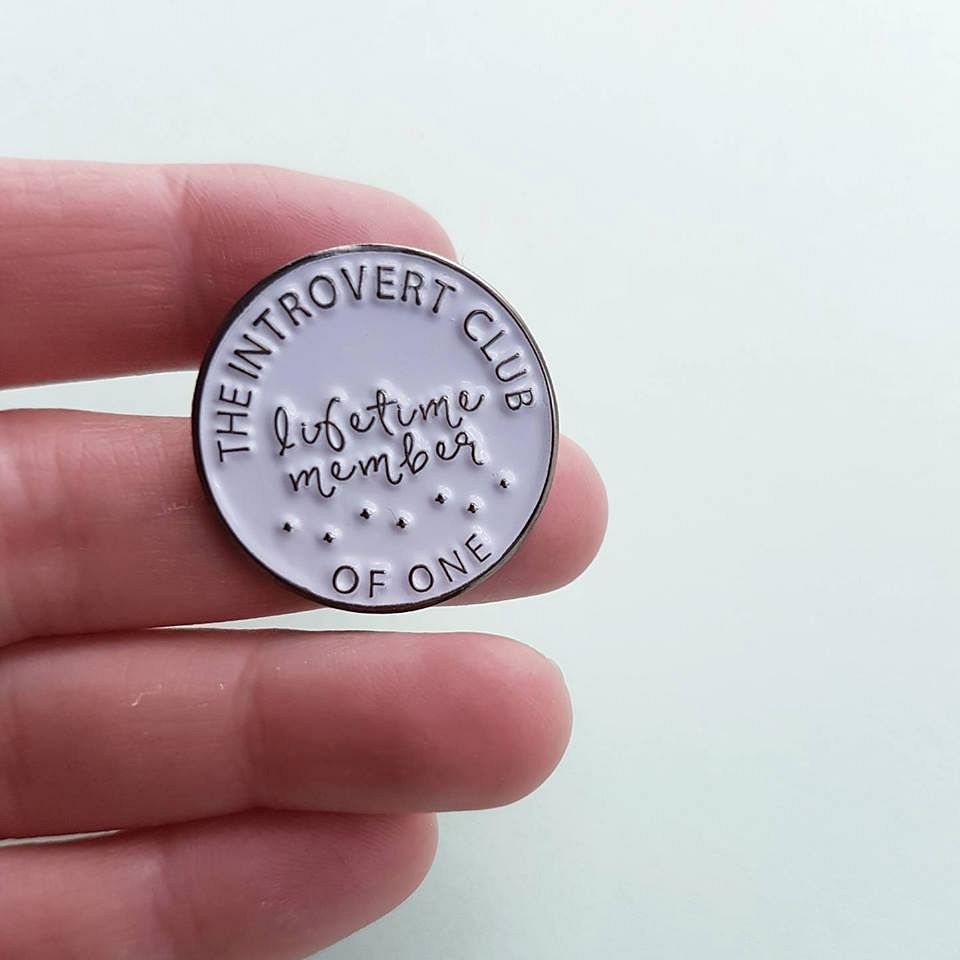 THE INTROVERT CLUB
lifetime
member
OF ONE